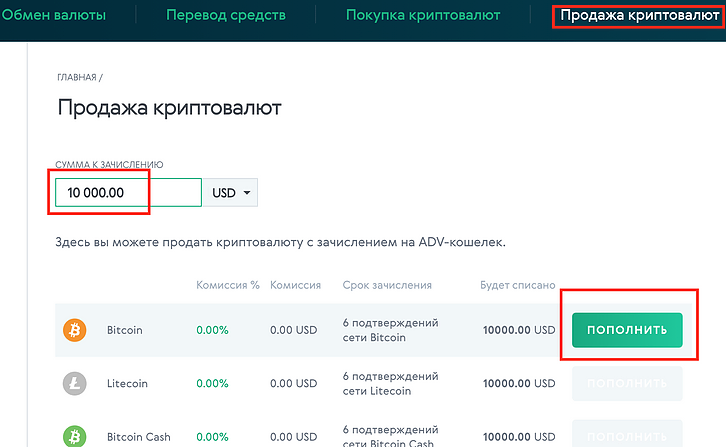 Обмен валюты Перевод средств Покупка криптовалют Продажа криптовалют
ГЛАВНАЯ /
Продажа криптовалют
СУММА К ЗАЧИСЛЕНИЮ
10 000.00 USD
Здесь вы можете продать криптовалюту с зачислением на ADV-кошелек.
Комиссия % Комиссия Срок зачисления Будет списано
Bitcoin 0.00% 0.00 USD 6 подтверждений сети Bitcoin 10000.00 USD ПОПОЛНИТЬ
Litecoin 0.00% 0.00 USD 6 подтверждений сети Litecoin 10000.00 USD ПОПОЛНИТЬ
Bitcoin Cash 0.00% 0.00 USD 6 подтверждений сети Bitcoin Cash 10000.00 USD ПОПОЛНИТЬ